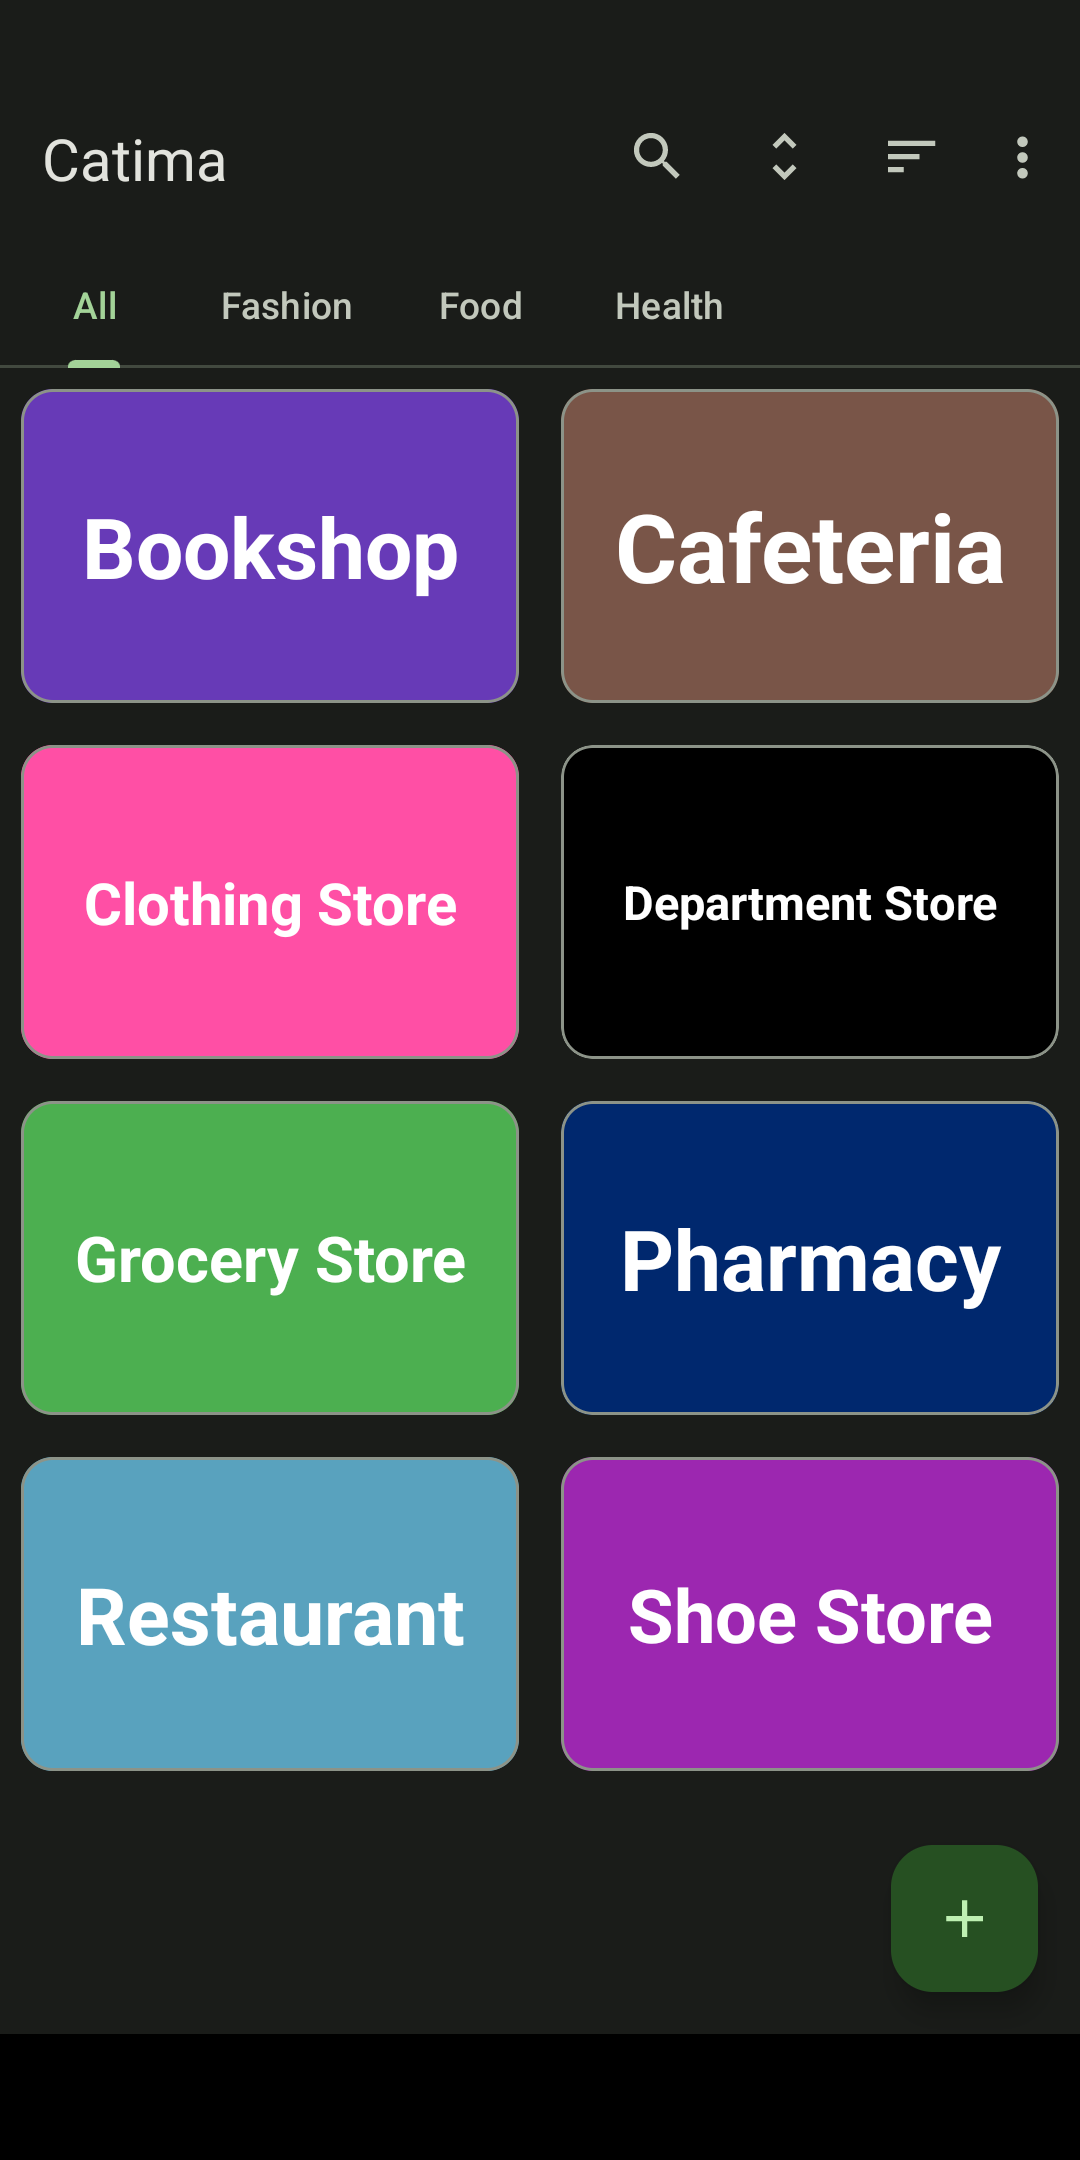 Catima
All Fashion Food Health
Bookshop Cafeteria
Clothing Store Department Store
Grocery Store Pharmacy
Restaurant Shoe Store